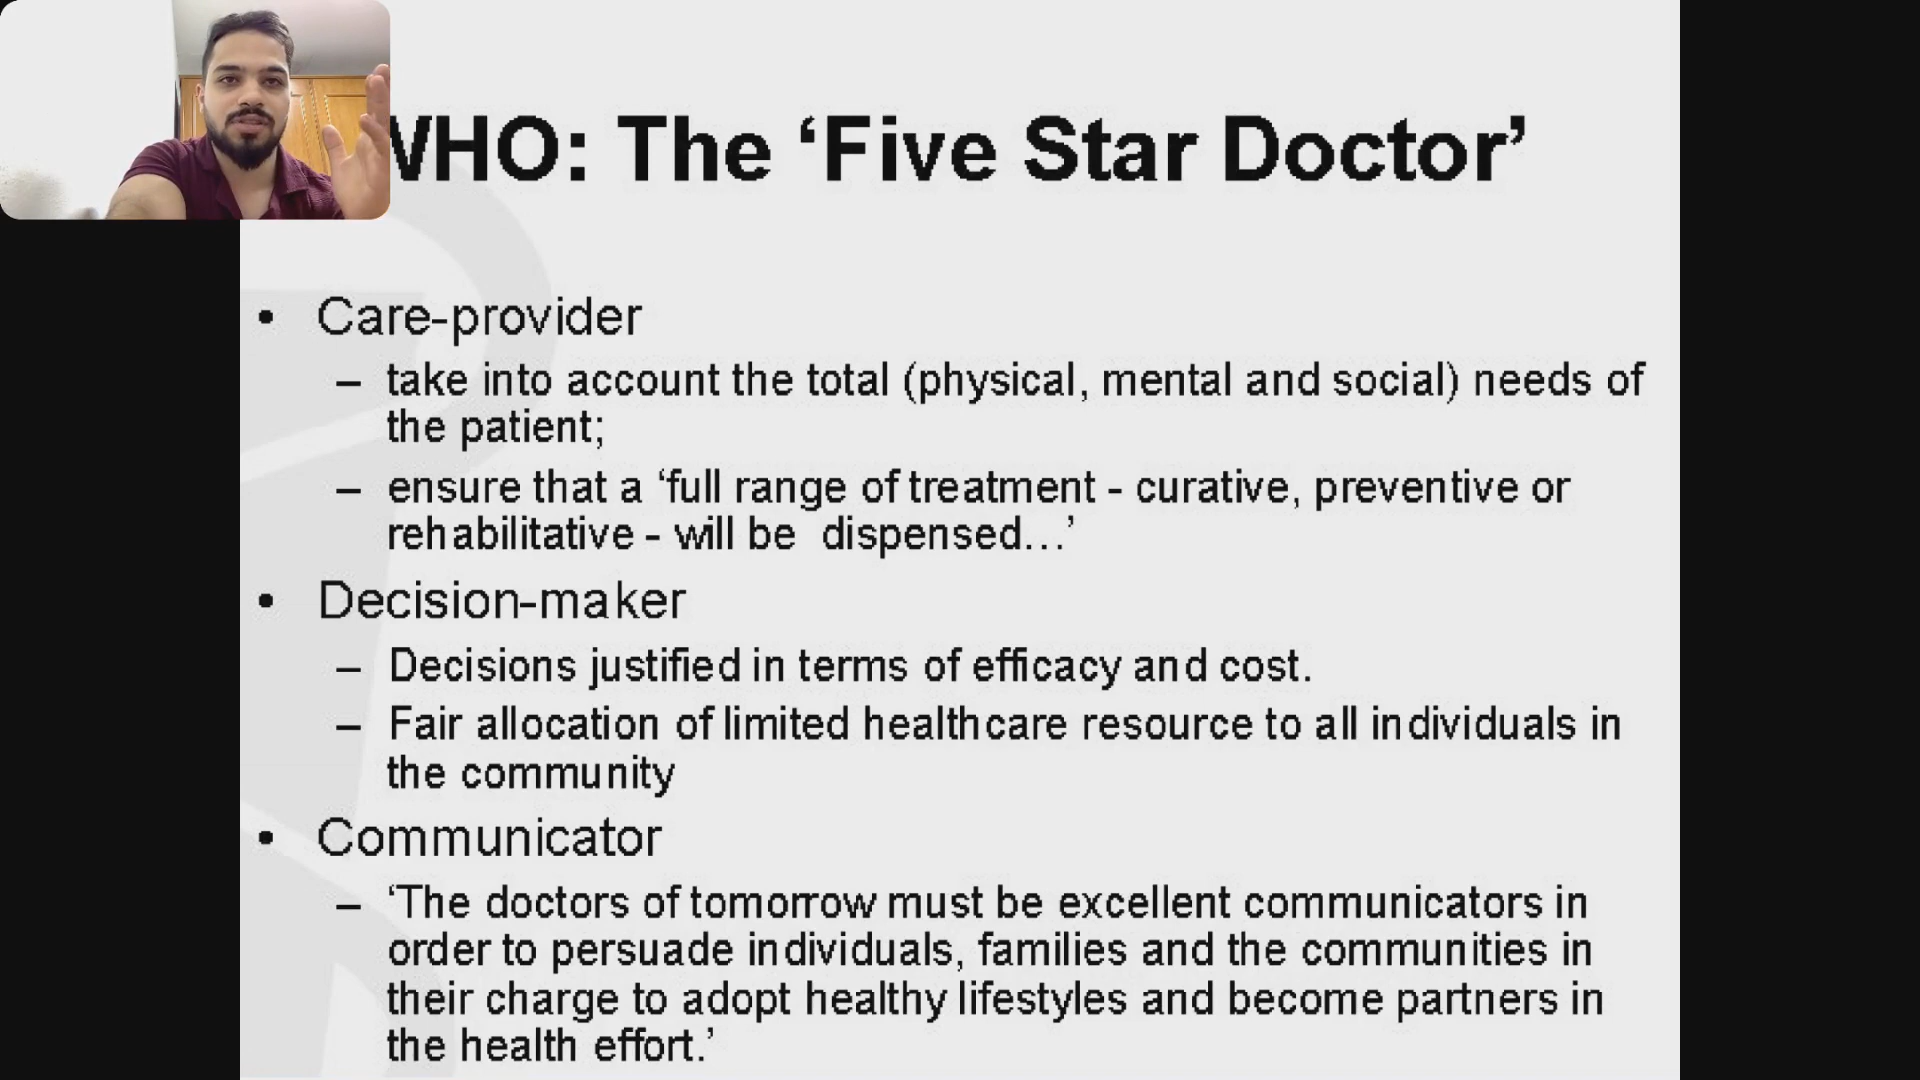 WHO: The ‘Five Star Doctor’
• Care-provider
– take into account the total (physical, mental and social) needs of
the patient;
– ensure that a ‘full range of treatment - curative, preventive or
rehabilitative - will be dispensed…’
• Decision-maker
– Decisions justified in terms of efficacy and cost.
– Fair allocation of limited healthcare resource to all individuals in
the community
• Communicator
– ‘The doctors of tomorrow must be excellent communicators in
order to persuade individuals, families and the communities in
their charge to adopt healthy lifestyles and become partners in
the health effort.’